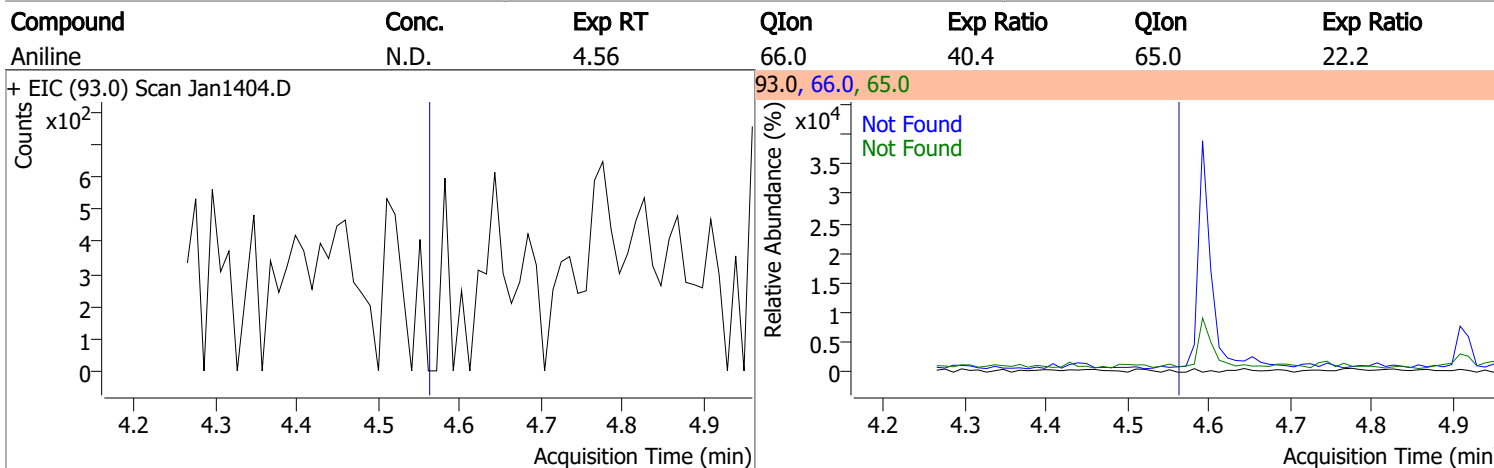 Compound Conc. Exp RT QIon Exp Ratio QIon Exp Ratio
Aniline N.D. 4.56 66.0 40.4 65.0 22.2
+ EIC (93.0) Scan Jan1404.D
Counts
x10²
6
5
4
3
2
1
0
4.2 4.3 4.4 4.5 4.6 4.7 4.8 4.9
Acquisition Time (min)
93.0, 66.0, 65.0
Relative Abundance (%)
x10⁴
Not Found
Not Found
3.5
3
2.5
2
1.5
1
0.5
0
4.2 4.3 4.4 4.5 4.6 4.7 4.8 4.9
Acquisition Time (min